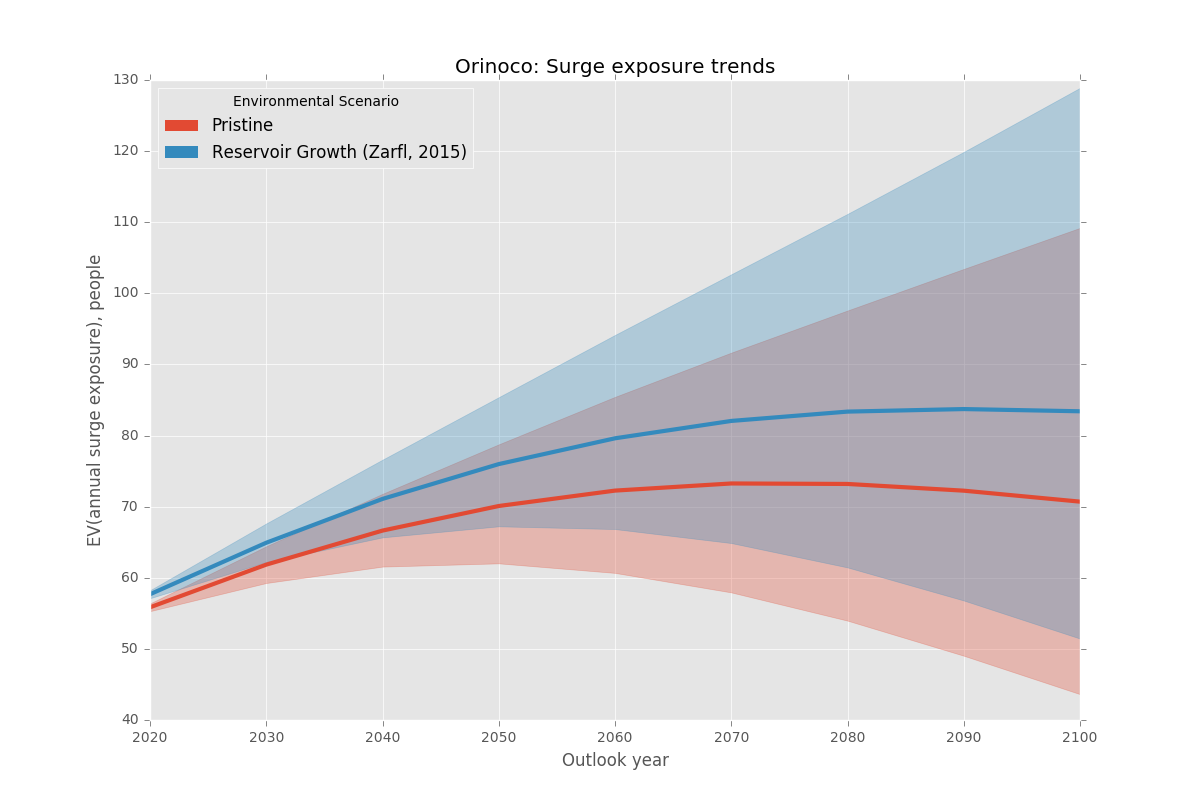 Orinoco: Surge exposure trends
Environmental Scenario
Pristine
Reservoir Growth (Zarfl, 2015)
EV(annual surge exposure), people
130
120
110
100
90
80
70
60
50
40
2020 2030 2040 2050 2060 2070 2080 2090 2100
Outlook year